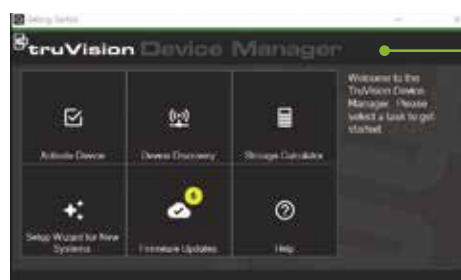 truVision Device Manager
Welcome to the
TruVision Device
Manager. Please
select a task to get
started.
Activate Device
Device Discovery
Storage Calculator
Setup Wizard for New
Systems
Firmware Updates
Help